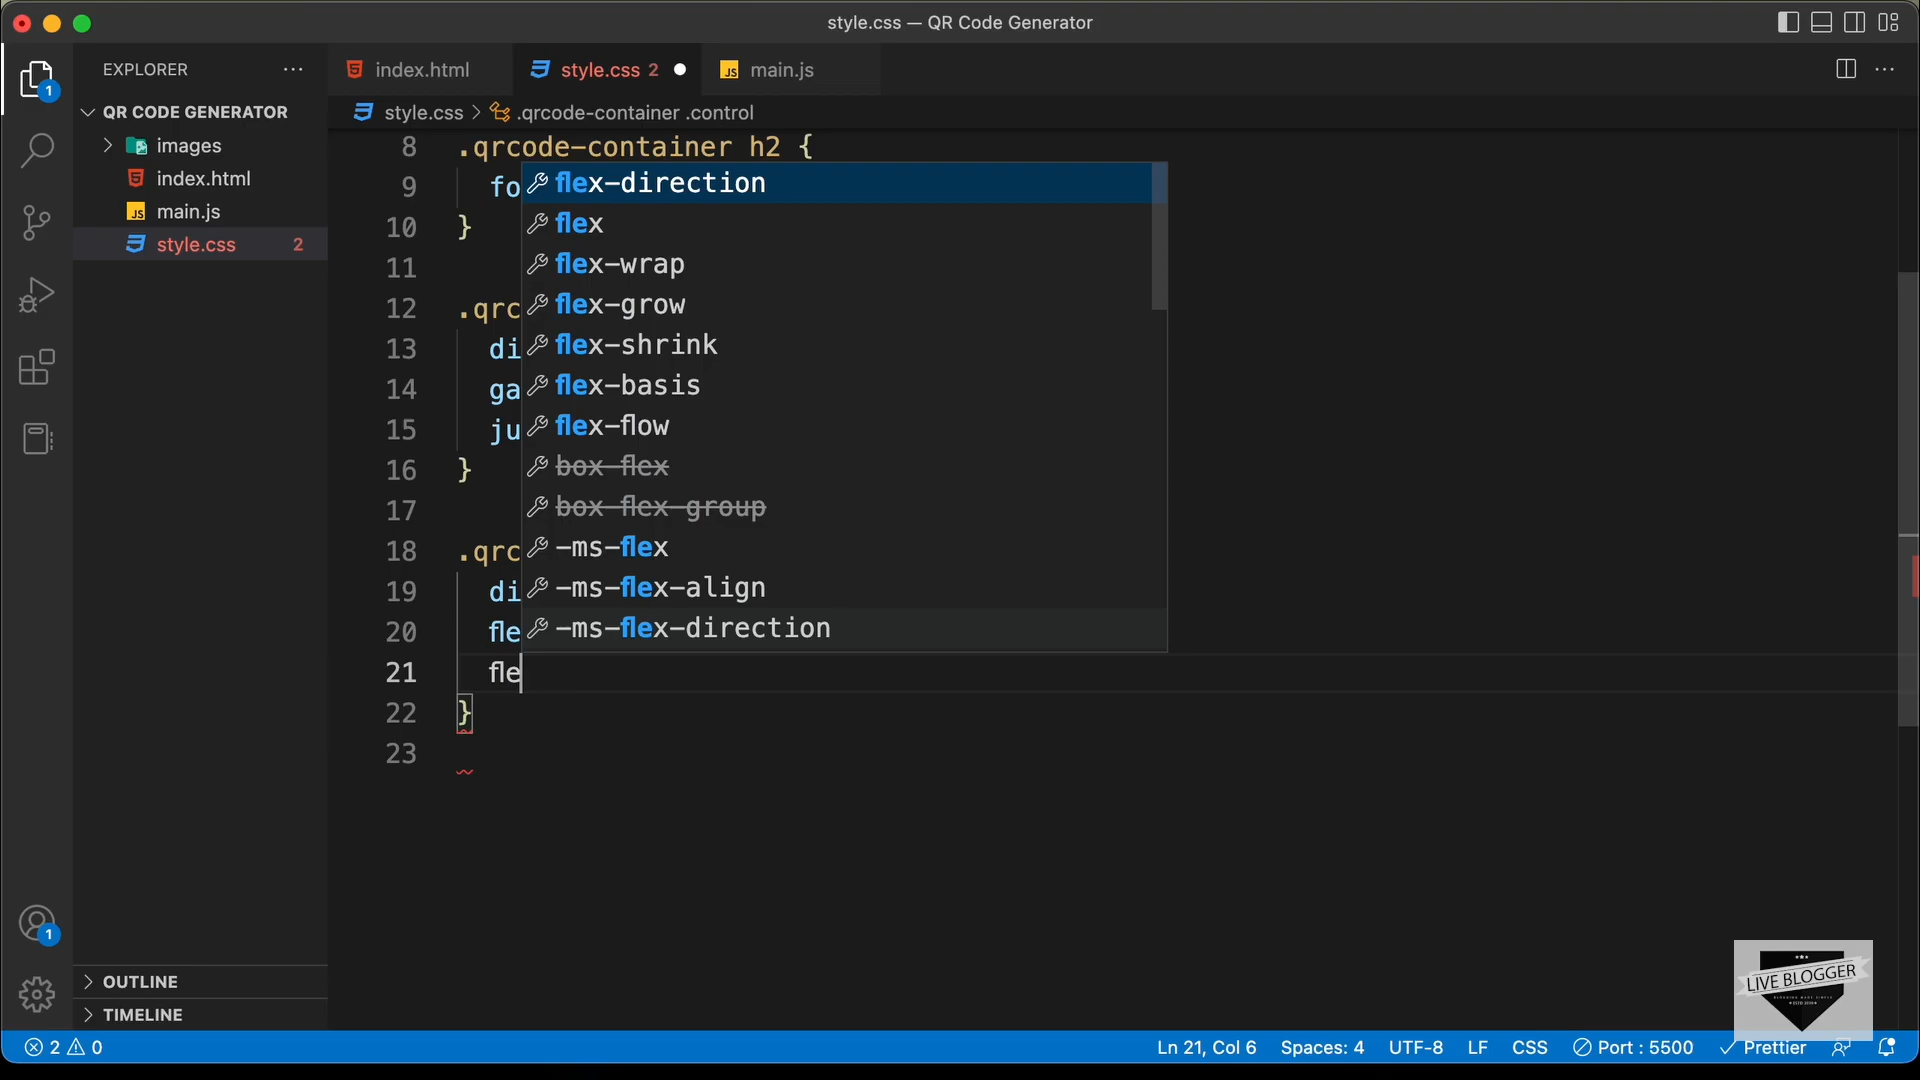 style.css — QR Code Generator
EXPLORER
index.html
style.css 2
main.js
1
QR CODE GENERATOR
style.css > .qrcode-container .control
images
index.html
main.js
style.css 2
8 .qrcode-container h2 {
9 fo
10 }
11
12 .qrc
13 di
14 ga
15 ju
16 }
17
18 .qrc
19 di
20 fle
21 fle
22 }
23
flex-direction
flex
flex-wrap
flex-grow
flex-shrink
flex-basis
flex-flow
box-flex
box-flex-group
-ms-flex
-ms-flex-align
-ms-flex-direction
1
OUTLINE
TIMELINE
LIVE BLOGGER
2 0
Ln 21, Col 6
Spaces: 4
UTF-8
LF
CSS
Port : 5500
Prettier